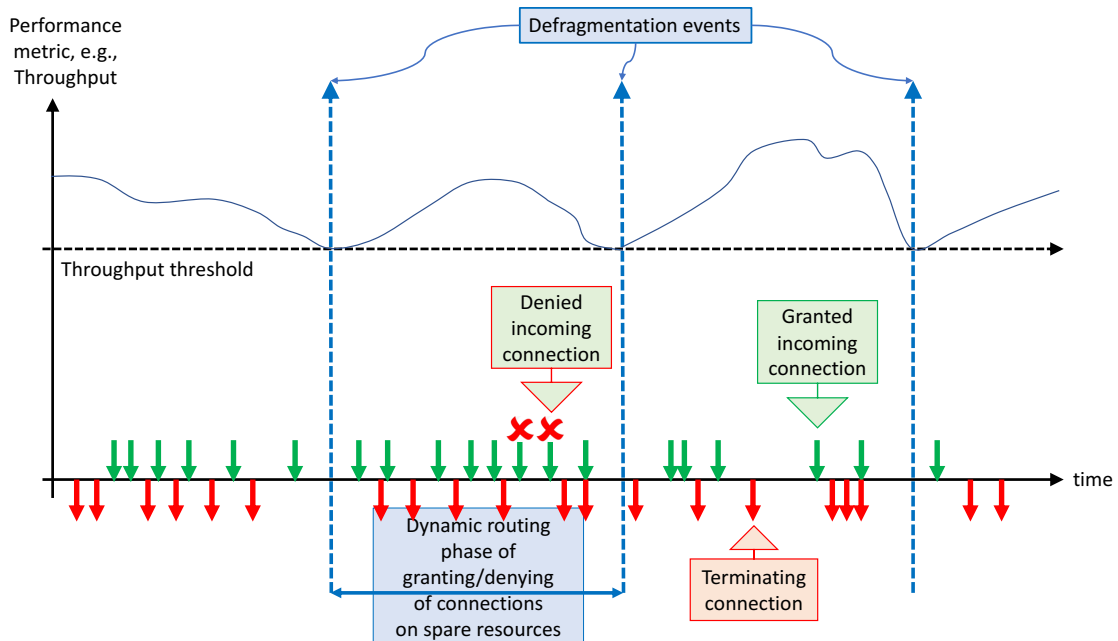 Performance
metric, e.g.,
Throughput
Defragmentation events
Throughput threshold
Denied
incoming
connection
Granted
incoming
connection
time
Dynamic routing
phase of
granting/denying
of connections
on spare resources
Terminating
connection